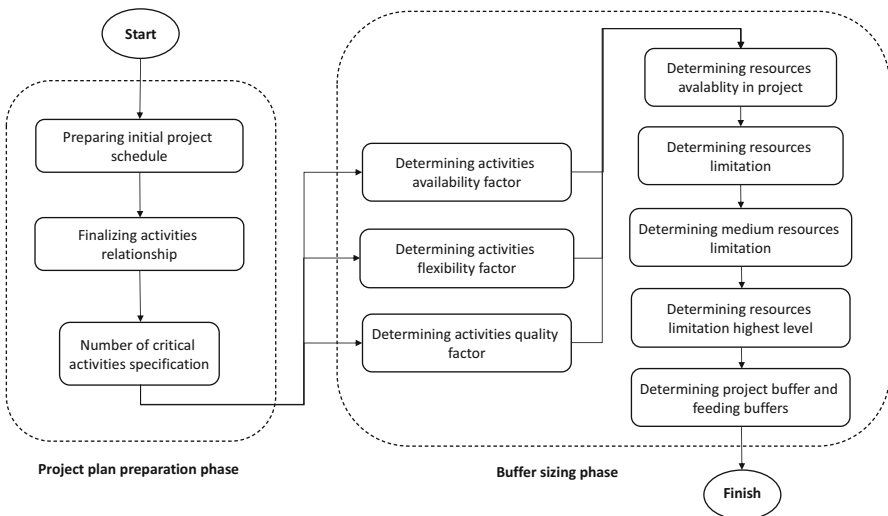 Start
Preparing initial project
schedule
Finalizing activities
relationship
Number of critical
activities specification
Project plan preparation phase
Determining activities
availability factor
Determining activities
flexibility factor
Determining activities quality
factor
Determining resources
avalablity in project
Determining resources
limitation
Determining medium resources
limitation
Determining resources
limitation highest level
Determining project buffer and
feeding buffers
Buffer sizing phase
Finish